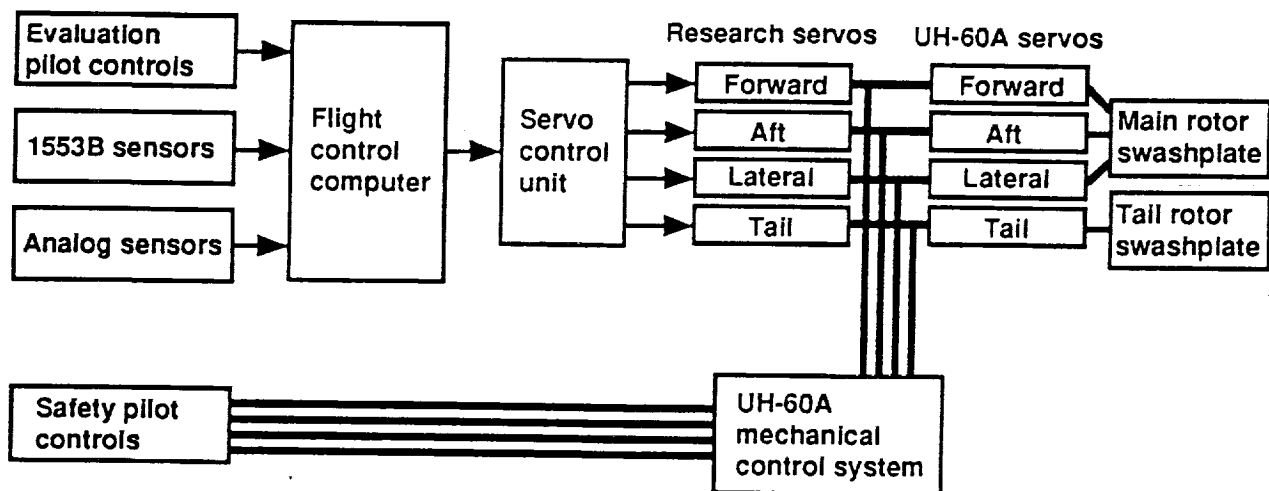 Evaluation
pilot controls
1553B sensors
Analog sensors
Flight
control
computer
Servo
control
unit
Research servos
Forward
Aft
Lateral
Tail
UH-60A servos
Forward
Aft
Lateral
Tail
Main rotor
swashplate
Tail rotor
swashplate
Safety pilot
controls
UH-60A
mechanical
control system